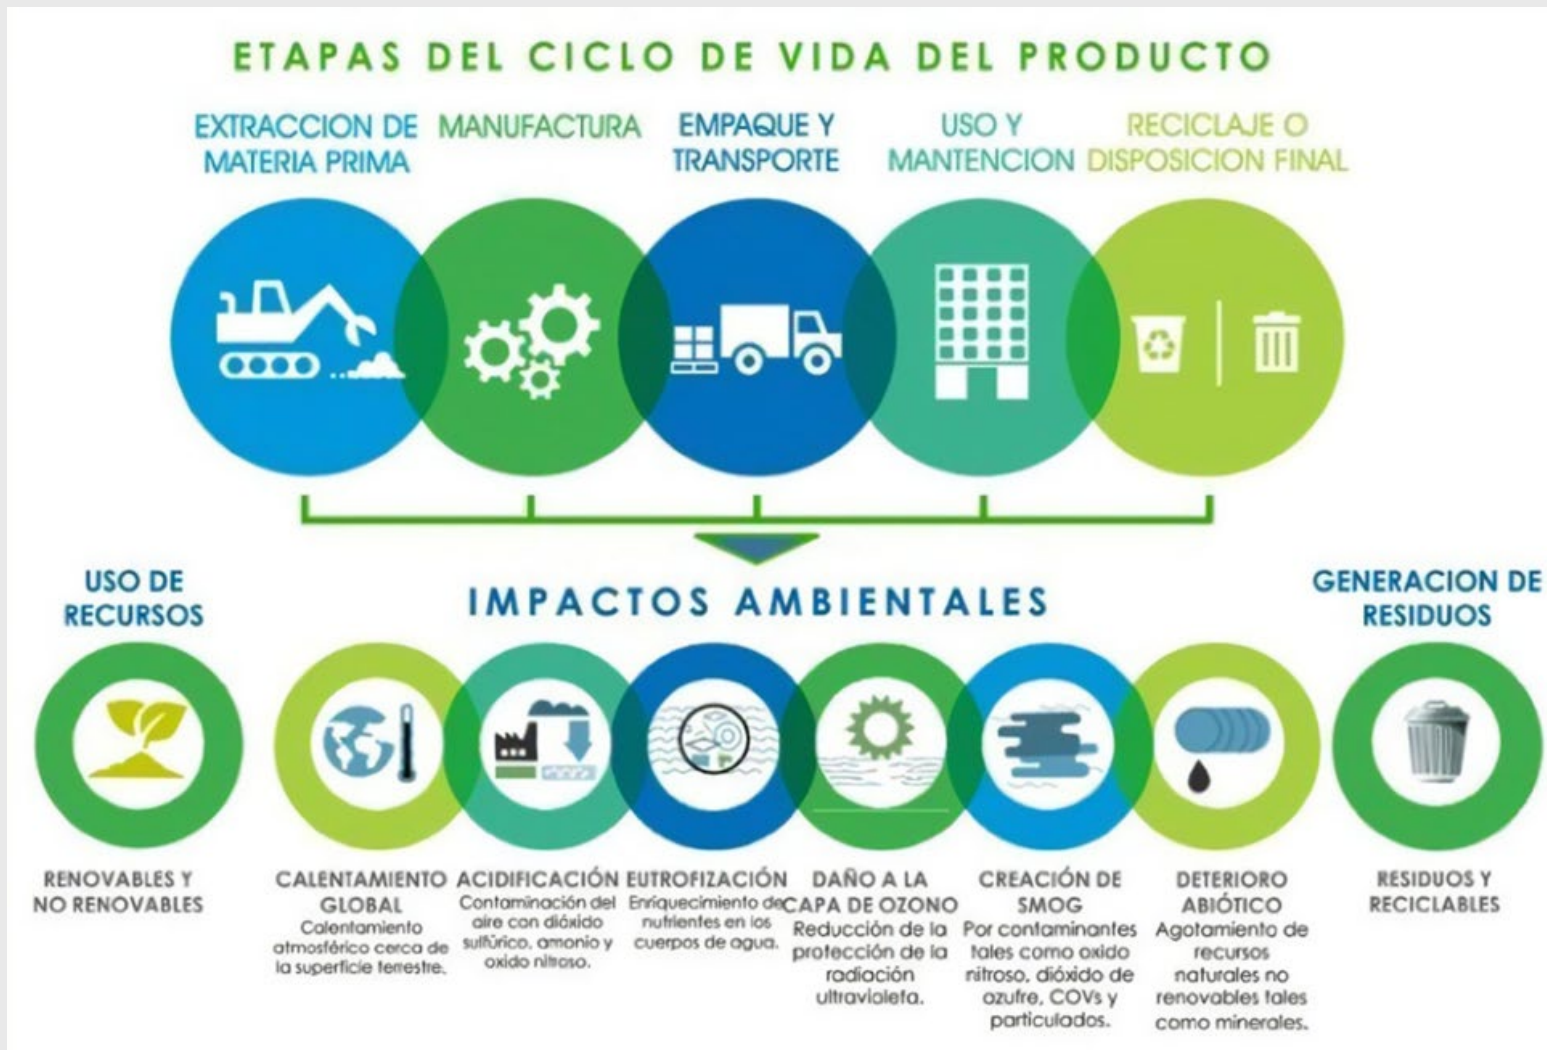 ETAPAS DEL CICLO DE VIDA DEL PRODUCTO
EXTRACCION DE
MATERIA PRIMA
MANUFACTURA
EMPAQUE Y
TRANSPORTE
USO Y
MANTENCION
RECICLAJE O
DISPOSICION FINAL
USO DE
RECURSOS
IMPACTOS AMBIENTALES
GENERACION DE
RESIDUOS
RENOVABLES Y
NO RENOVABLES
CALENTAMIENTO
GLOBAL
Calentamiento
atmosférico cerca de
la superficie terrestre.
ACIDIFICACIÓN
Contaminación del
aire con dióxido
sulfúrico, amonio y
oxido nitroso.
EUTROFIZACIÓN
Enriquecimiento de
nutrientes en los
cuerpos de agua.
DAÑO A LA
CAPA DE OZONO
Reducción de la
protección de la
radiación
ultravioleta.
CREACIÓN DE
SMOG
Por contaminantes
tales como oxido
nitroso, dióxido de
azufre, COVs y
particulados.
DETERIORO
ABIÓTICO
Agotamiento de
recursos
naturales no
renovables tales
como minerales.
RESIDUOS Y
RECICLABLES